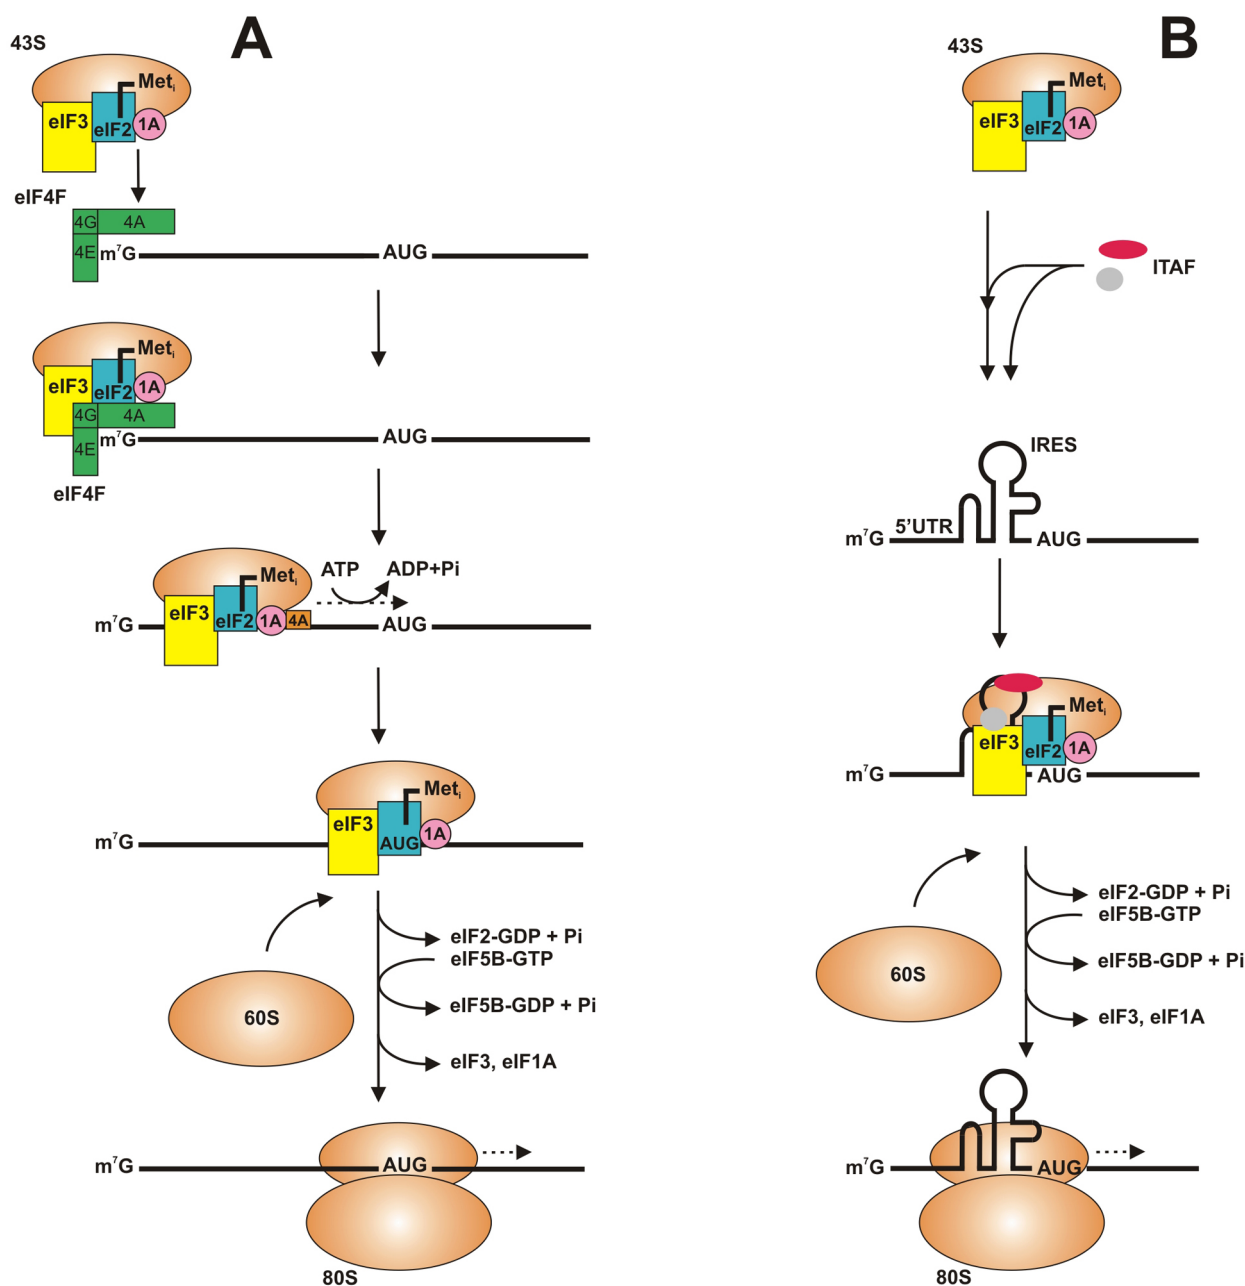 A
43S
Meti
eIF3
eIF2
1A
eIF4F
4G
4A
4E
m7G
AUG
Meti
eIF3
eIF2
1A
4G
4A
4E
m7G
AUG
eIF4F
ATP
ADP+Pi
Meti
eIF3
eIF2
1A
4A
m7G
AUG
Meti
eIF3
AUG
1A
m7G
eIF2-GDP + Pi
eIF5B-GTP
60S
eIF5B-GDP + Pi
eIF3, eIF1A
m7G
AUG
80S
B
43S
Meti
eIF3
eIF2
1A
ITAF
IRES
5’UTR
m7G
AUG
Meti
eIF3
eIF2
1A
m7G
AUG
eIF2-GDP + Pi
eIF5B-GTP
60S
eIF5B-GDP + Pi
eIF3, eIF1A
m7G
AUG
80S